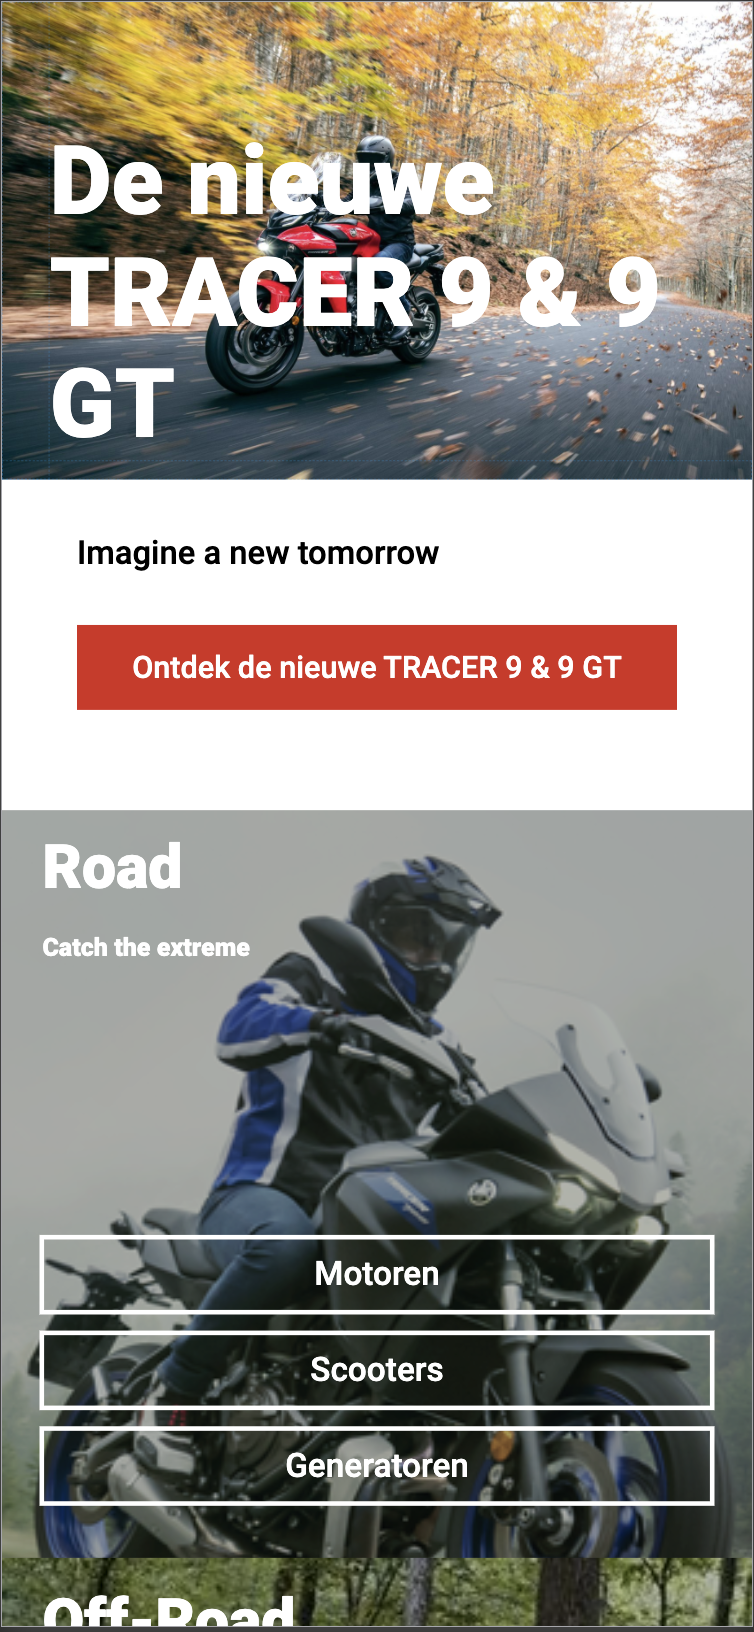 De nieuwe
TRACER 9 & 9
GT
Imagine a new tomorrow
Ontdek de nieuwe TRACER 9 & 9 GT
Road
Catch the extreme
Motoren
Scooters
Generatoren
Off-Road